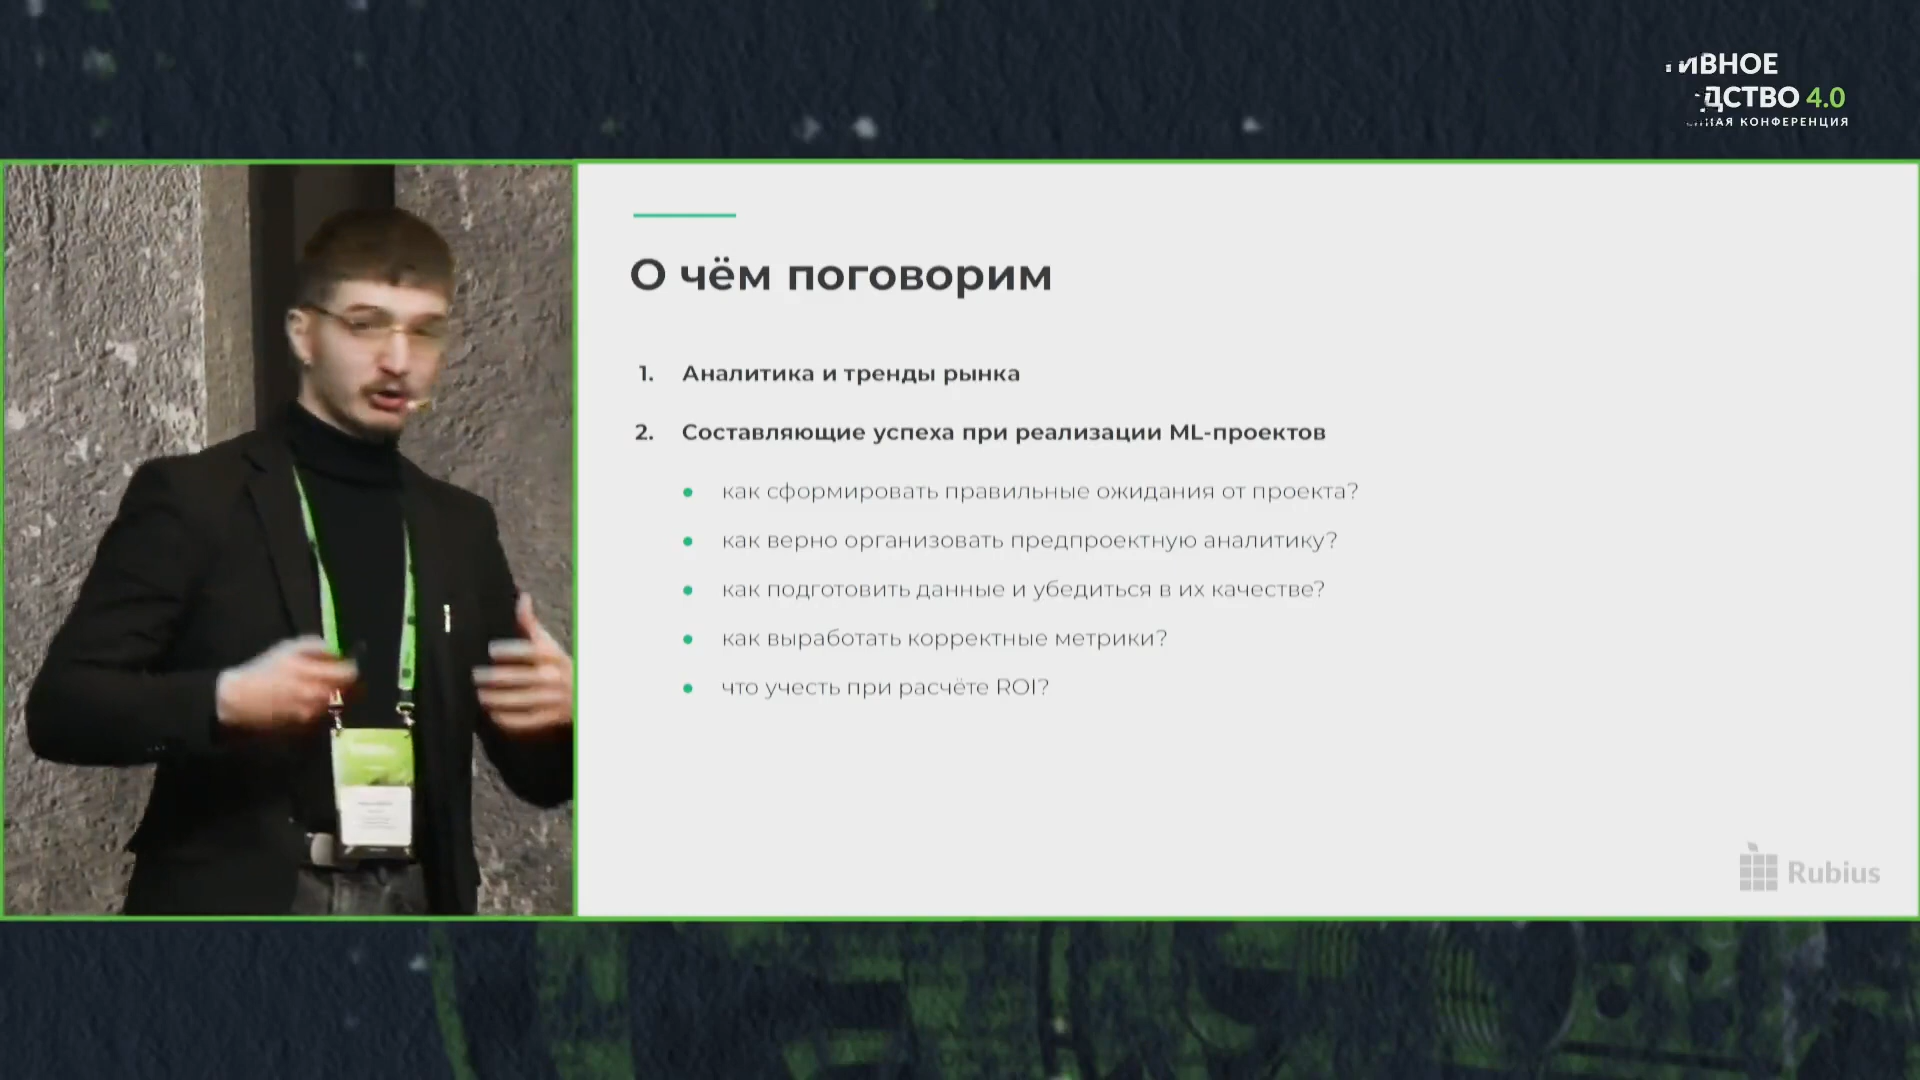 ИВНОЕ
ДСТВО 4.0
НАЯ КОНФЕРЕНЦИЯ
О чём поговорим
1. Аналитика и тренды рынка
2. Составляющие успеха при реализации ML-проектов
• как сформировать правильные ожидания от проекта?
• как верно организовать предпроектную аналитику?
• как подготовить данные и убедиться в их качестве?
• как выработать корректные метрики?
• что учесть при расчёте ROI?
Rubius